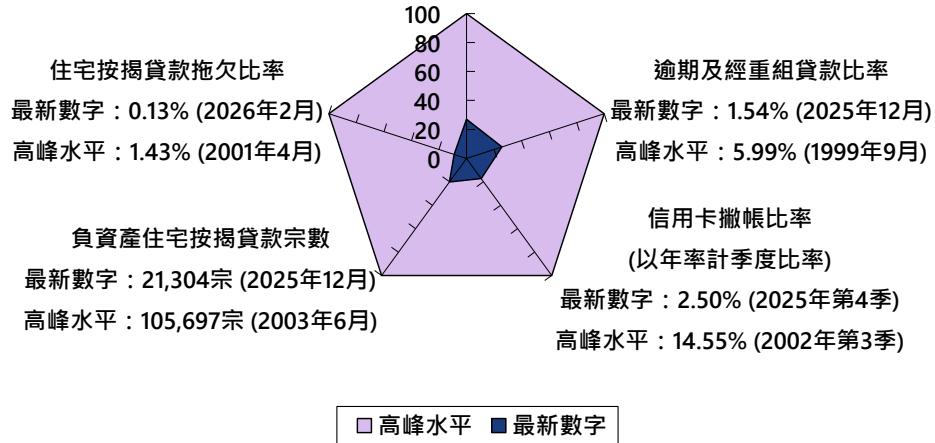 100
80
60
40
20
0
住宅按揭貸款拖欠比率
最新數字：0.13% (2026年2月)
高峰水平：1.43% (2001年4月)
逾期及經重組貸款比率
最新數字：1.54% (2025年12月)
高峰水平：5.99% (1999年9月)
負資產住宅按揭貸款宗數
最新數字：21,304宗 (2025年12月)
高峰水平：105,697宗 (2003年6月)
信用卡撇帳比率
(以年率計季度比率)
最新數字：2.50% (2025年第4季)
高峰水平：14.55% (2002年第3季)
高峰水平 最新數字